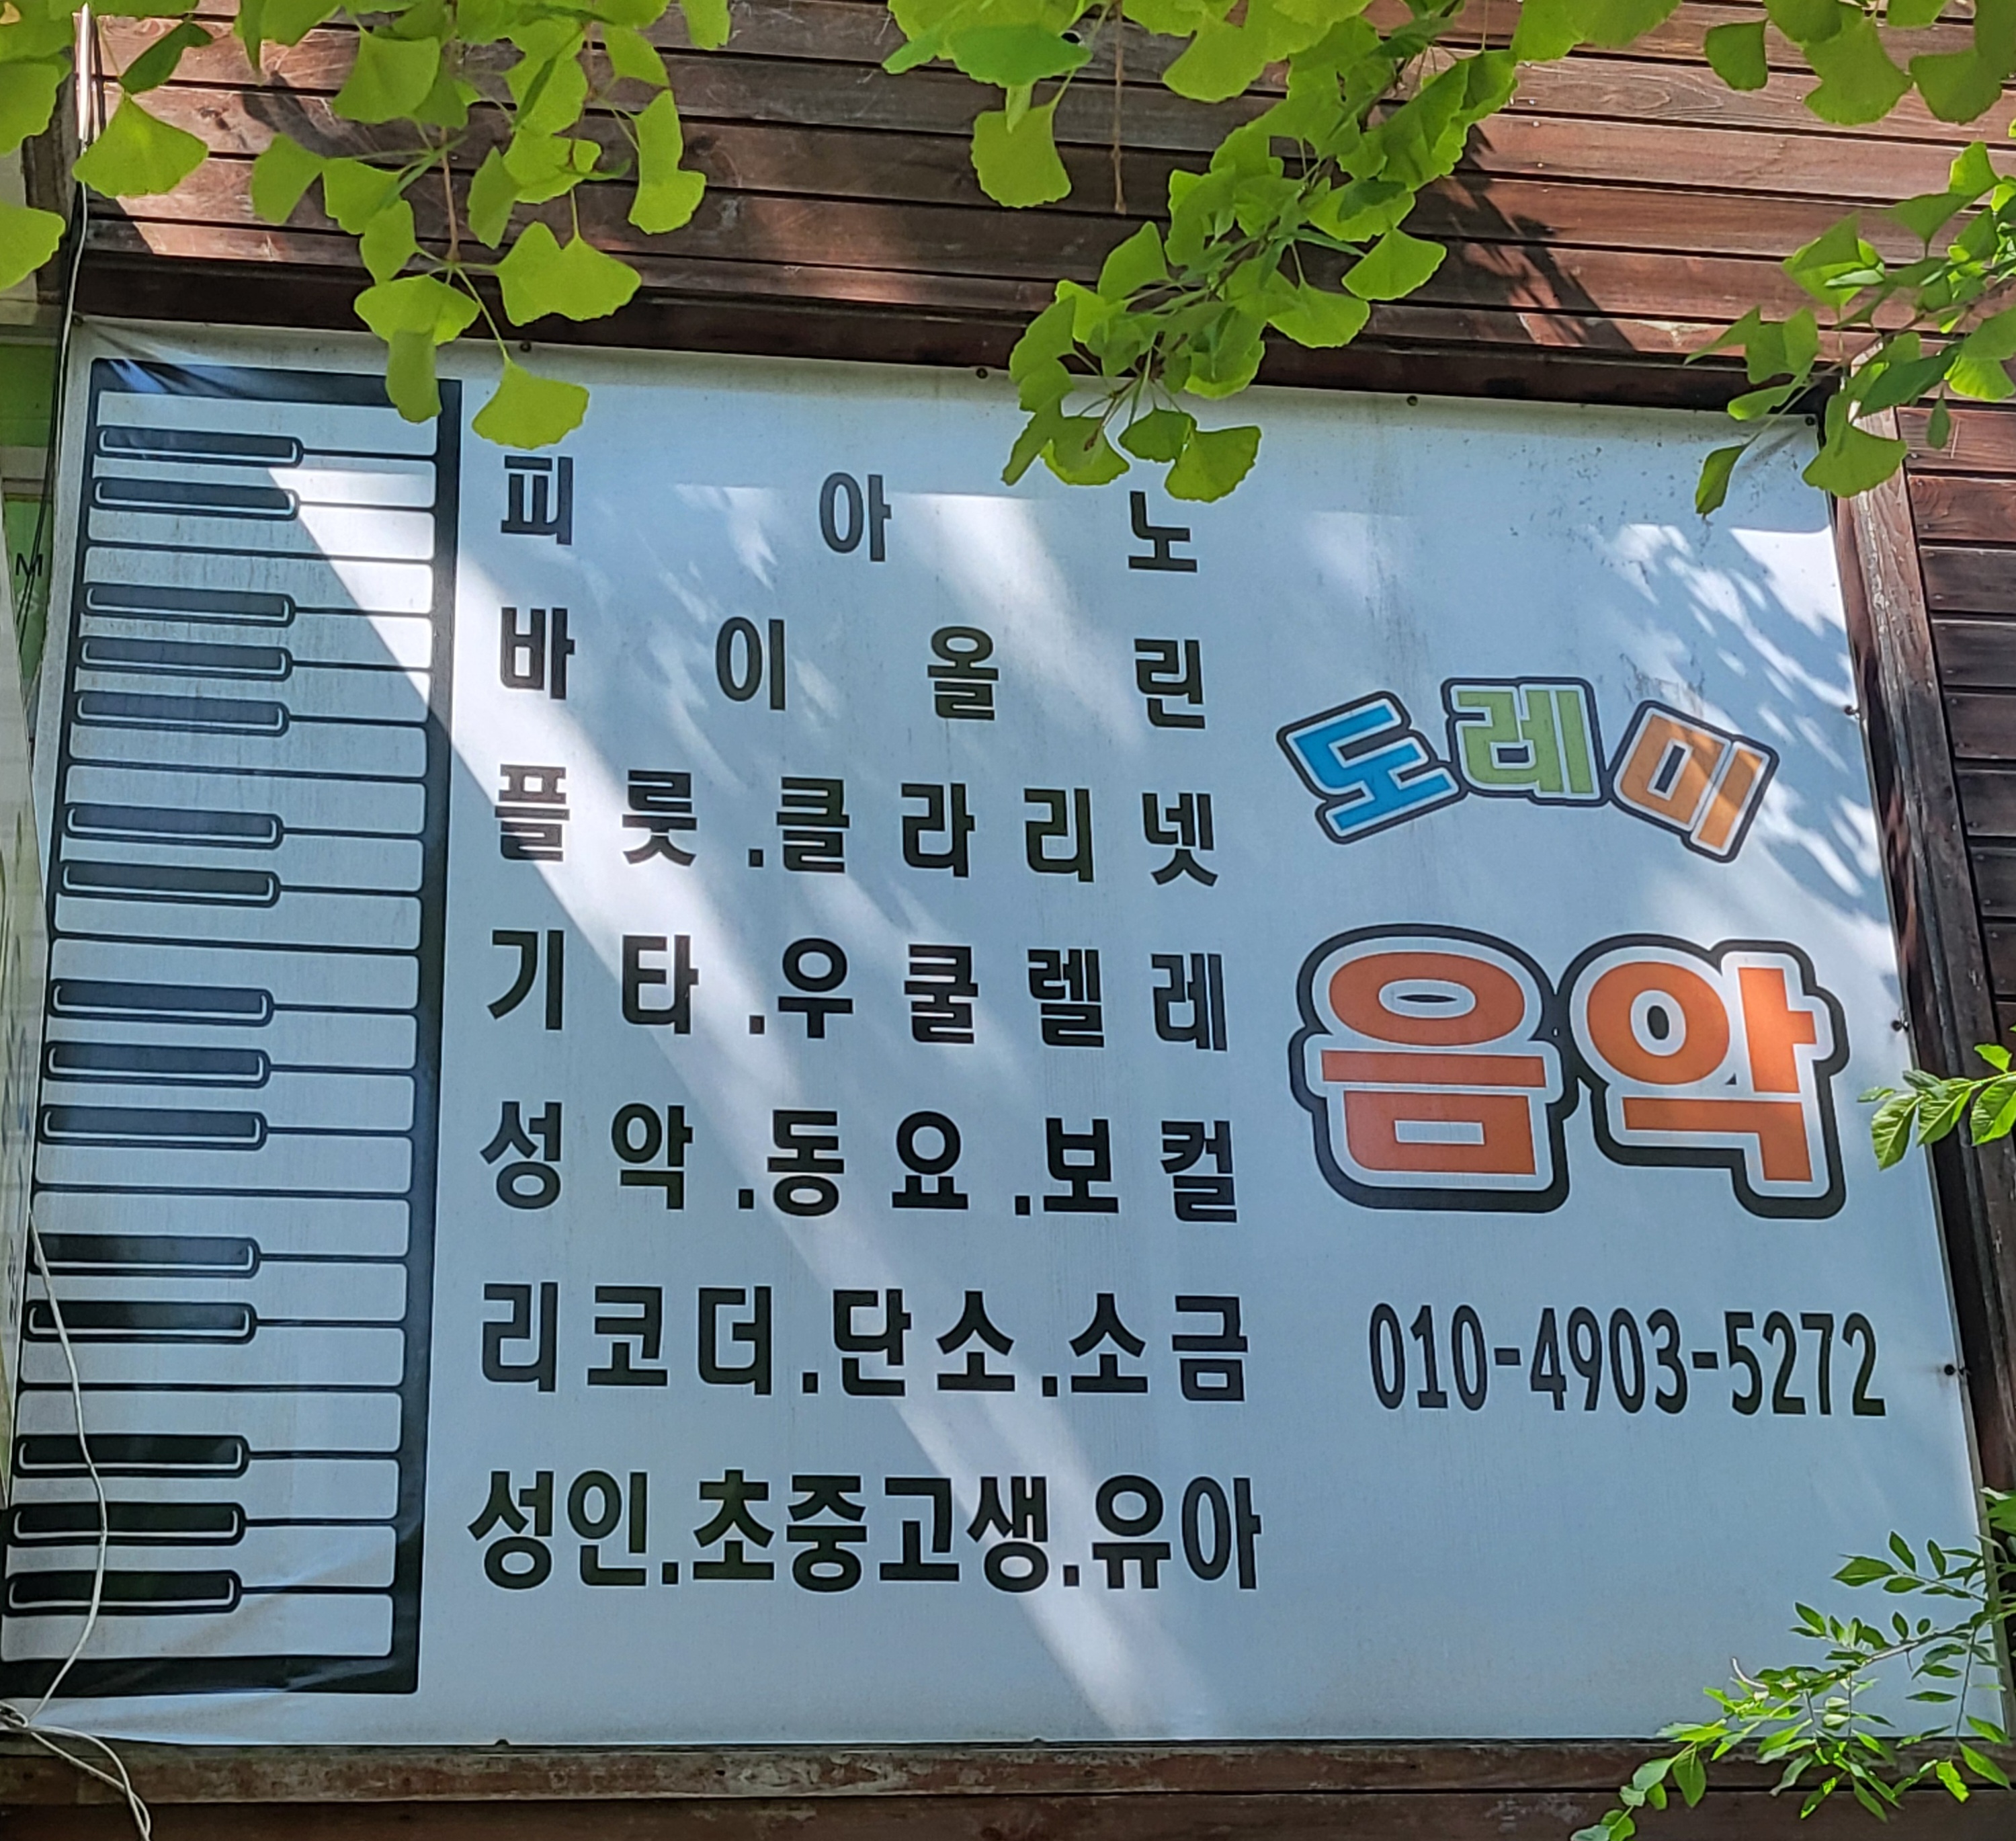 피아노
바이올린
플룻.클라리넷
기타.우쿨렐레
성악.동요.보컬
리코더.단소.소금
성인.초중고생.유아
도레미
음악
010-4903-5272
M